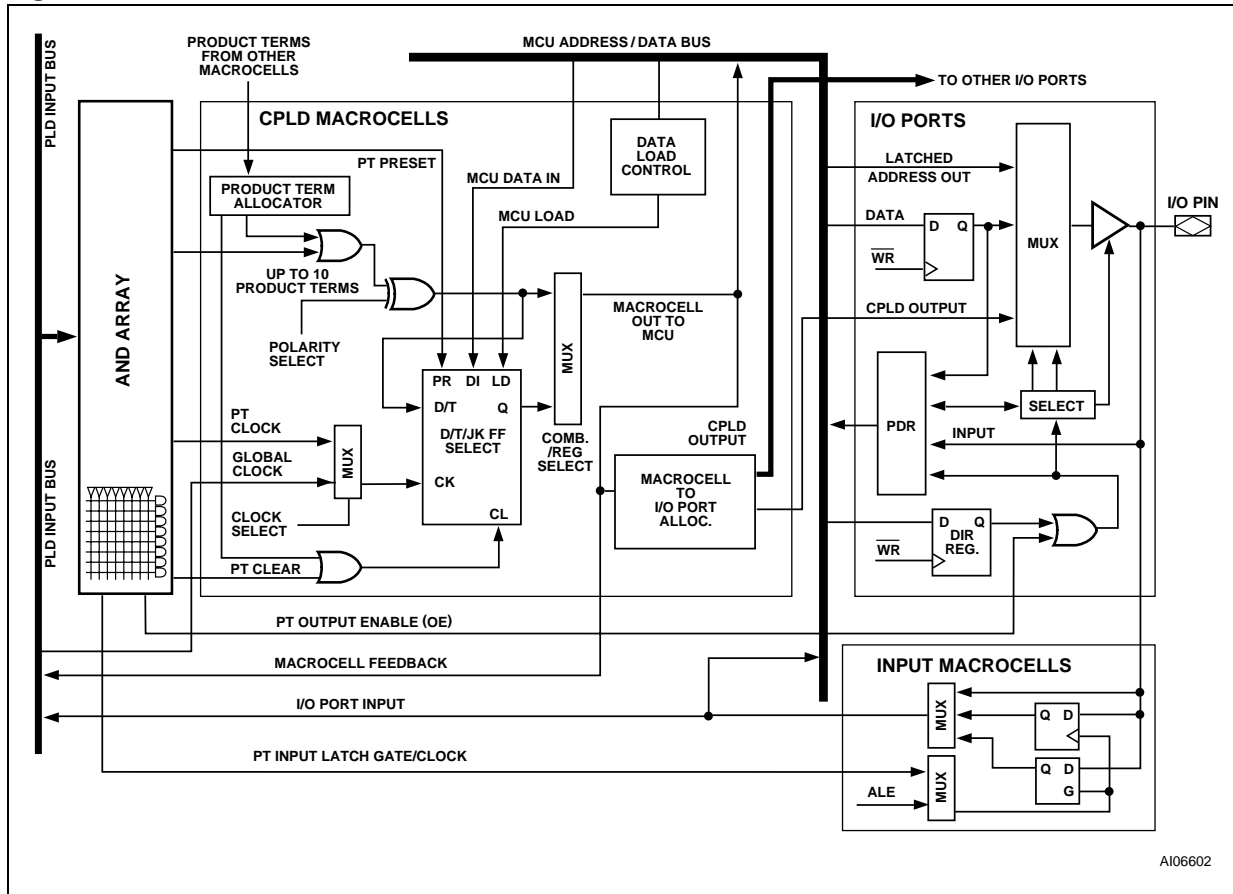 PRODUCT TERMS
FROM OTHER
MACROCELLS
MCU ADDRESS / DATA BUS
TO OTHER I/O PORTS
PLD INPUT BUS
AND ARRAY
CPLD MACROCELLS
I/O PORTS
PT PRESET
MCU DATA IN
DATA
LOAD
CONTROL
LATCHED
ADDRESS OUT
PRODUCT TERM
ALLOCATOR
MCU LOAD
I/O PIN
DATA
D Q
MUX
WR
UP TO 10
PRODUCT TERMS
MACROCELL
OUT TO
MCU
CPLD OUTPUT
POLARITY
SELECT
MUX
PR DI LD
D/T Q
D/T/JK FF
SELECT
COMB.
/REG
SELECT
CK
CL
PT
CLOCK
GLOBAL
CLOCK
MUX
CLOCK
SELECT
PT CLEAR
CPLD
OUTPUT
MACROCELL
TO
I/O PORT
ALLOC.
PDR
SELECT
INPUT
D Q
DIR
REG.
WR
PLD INPUT BUS
PT OUTPUT ENABLE (OE)
MACROCELL FEEDBACK
I/O PORT INPUT
INPUT MACROCELLS
MUX
Q D
PT INPUT LATCH GATE/CLOCK
Q D
G
ALE
MUX
AI06602